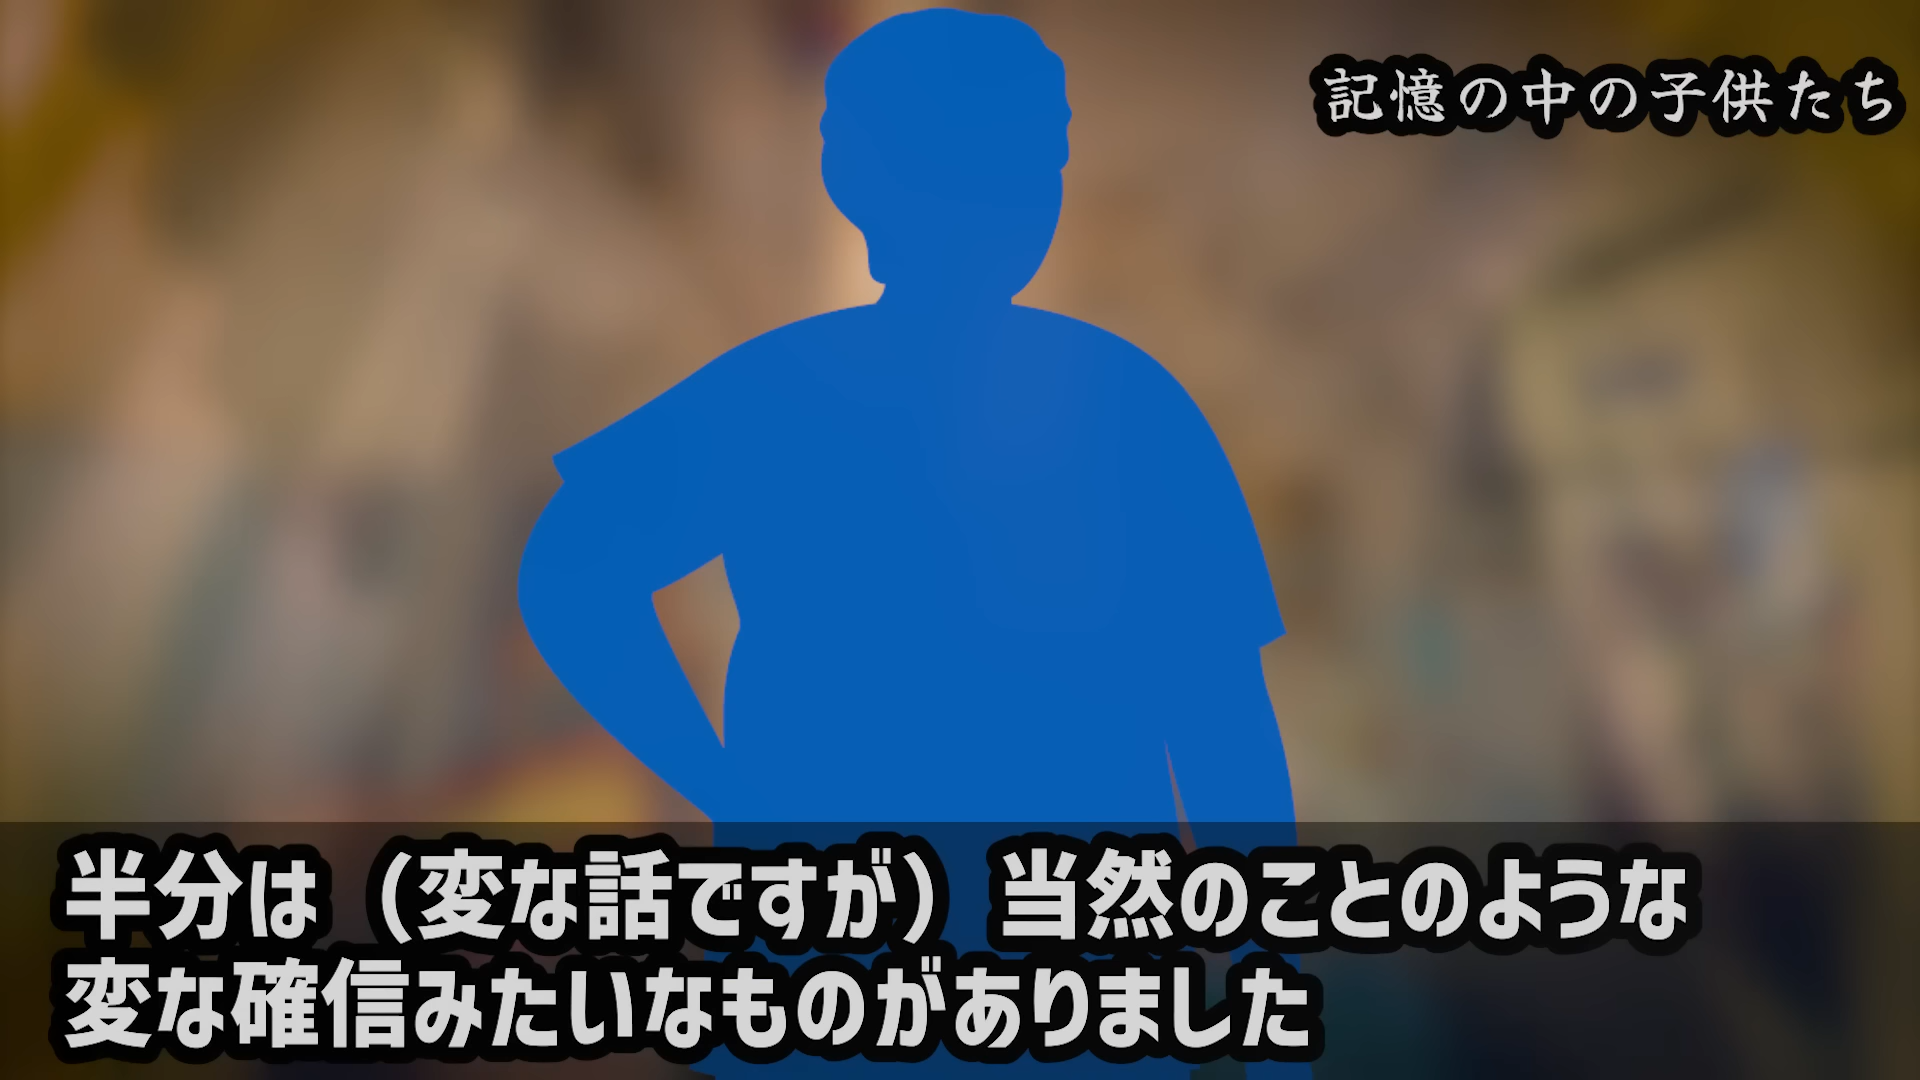 記憶の中の子供たち
半分は（変な話ですが）当然のことのような
変な確信みたいなものがありました